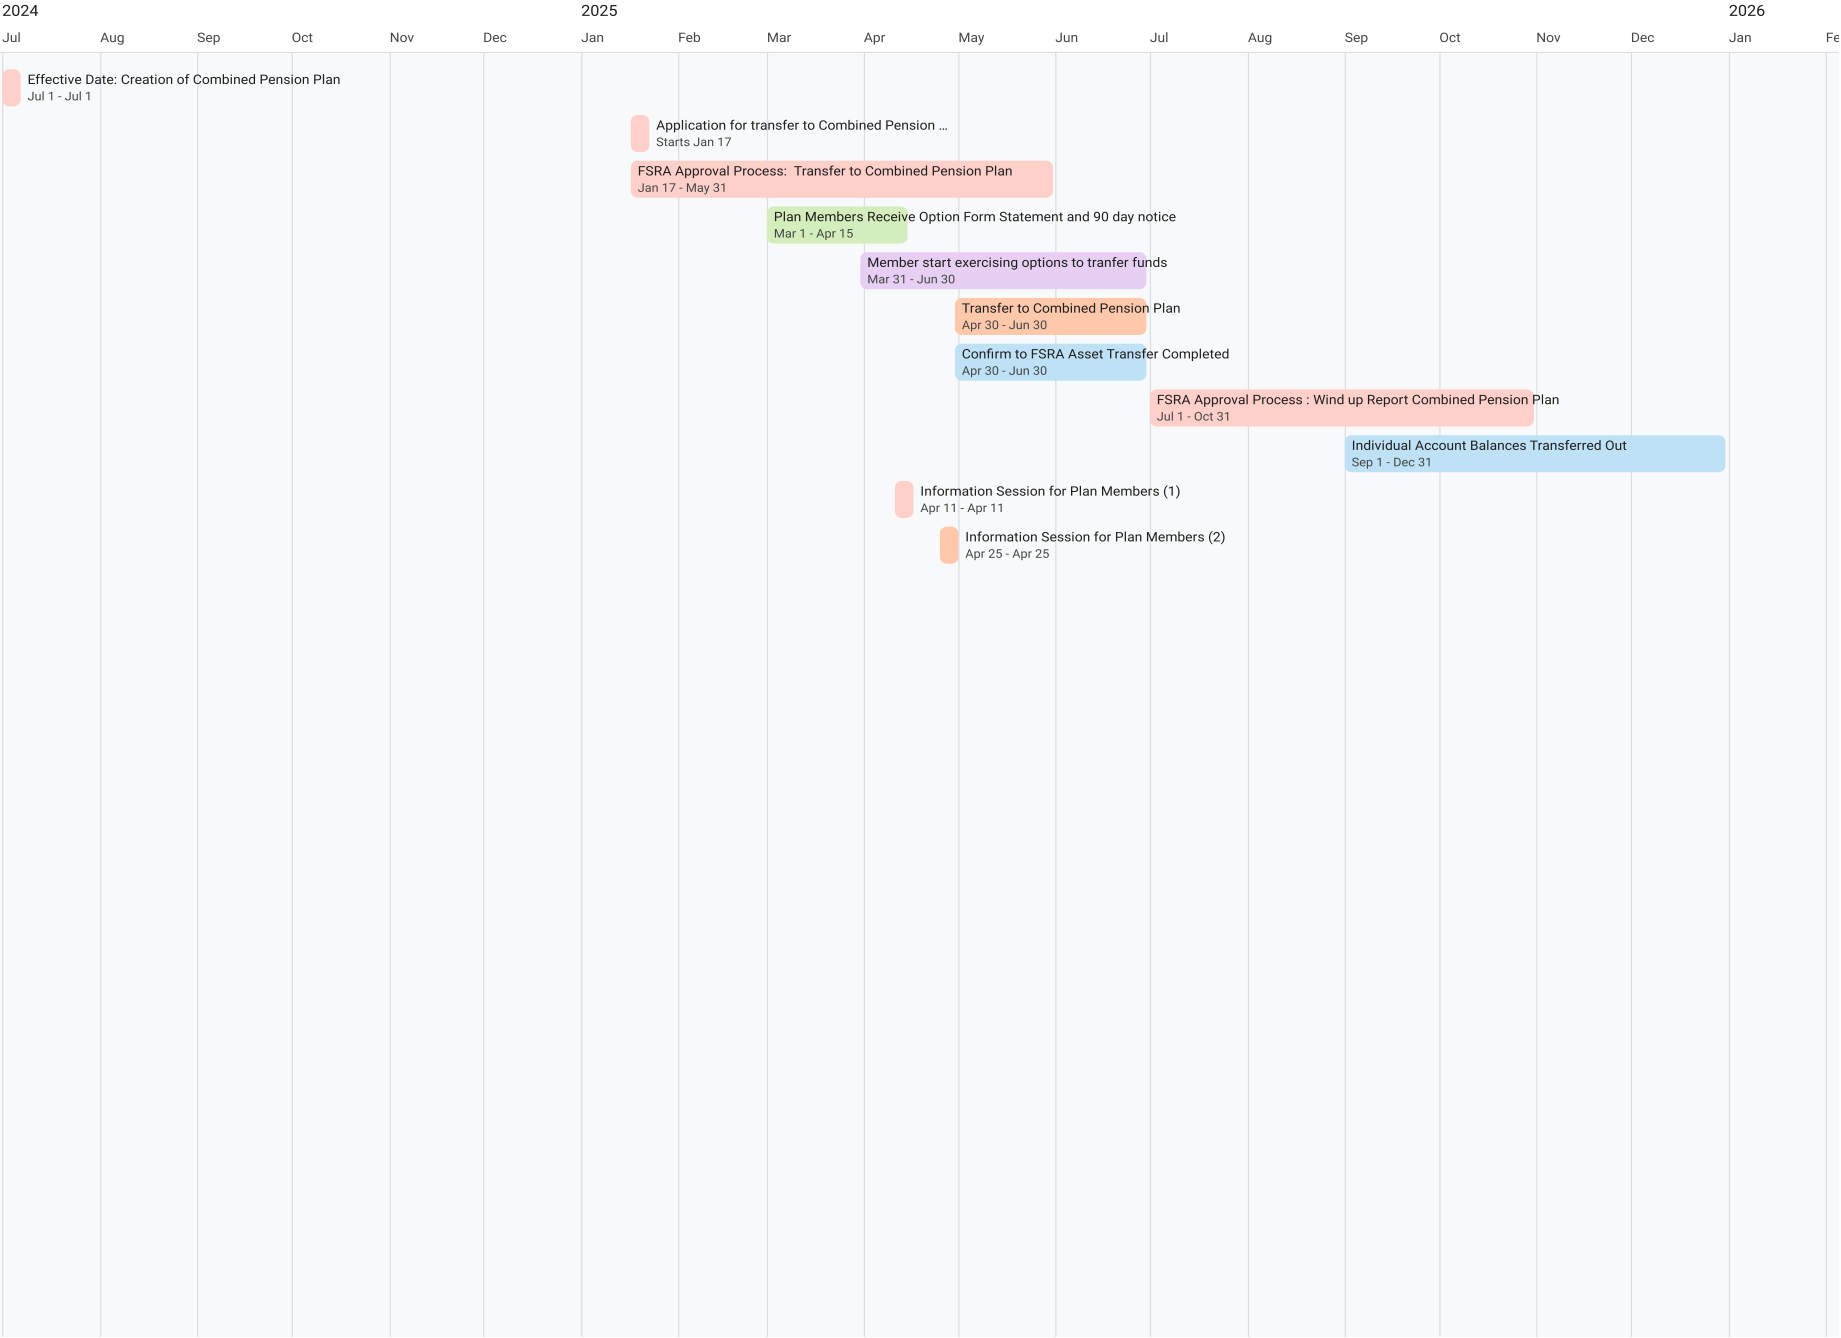 2024 2025 2026
Jul Aug Sep Oct Nov Dec Jan Feb Mar Apr May Jun Jul Aug Sep Oct Nov Dec Jan Fe
Effective Date: Creation of Combined Pension Plan
Jul 1 - Jul 1
Application for transfer to Combined Pension ...
Starts Jan 17
FSRA Approval Process:  Transfer to Combined Pension Plan
Jan 17 - May 31
Plan Members Receive Option Form Statement and 90 day notice
Mar 1 - Apr 15
Member start exercising options to tranfer funds
Mar 31 - Jun 30
Transfer to Combined Pension Plan
Apr 30 - Jun 30
Confirm to FSRA Asset Transfer Completed
Apr 30 - Jun 30
FSRA Approval Process : Wind up Report Combined Pension Plan
Jul 1 - Oct 31
Individual Account Balances Transferred Out
Sep 1 - Dec 31
Information Session for Plan Members (1)
Apr 11 - Apr 11
Information Session for Plan Members (2)
Apr 25 - Apr 25